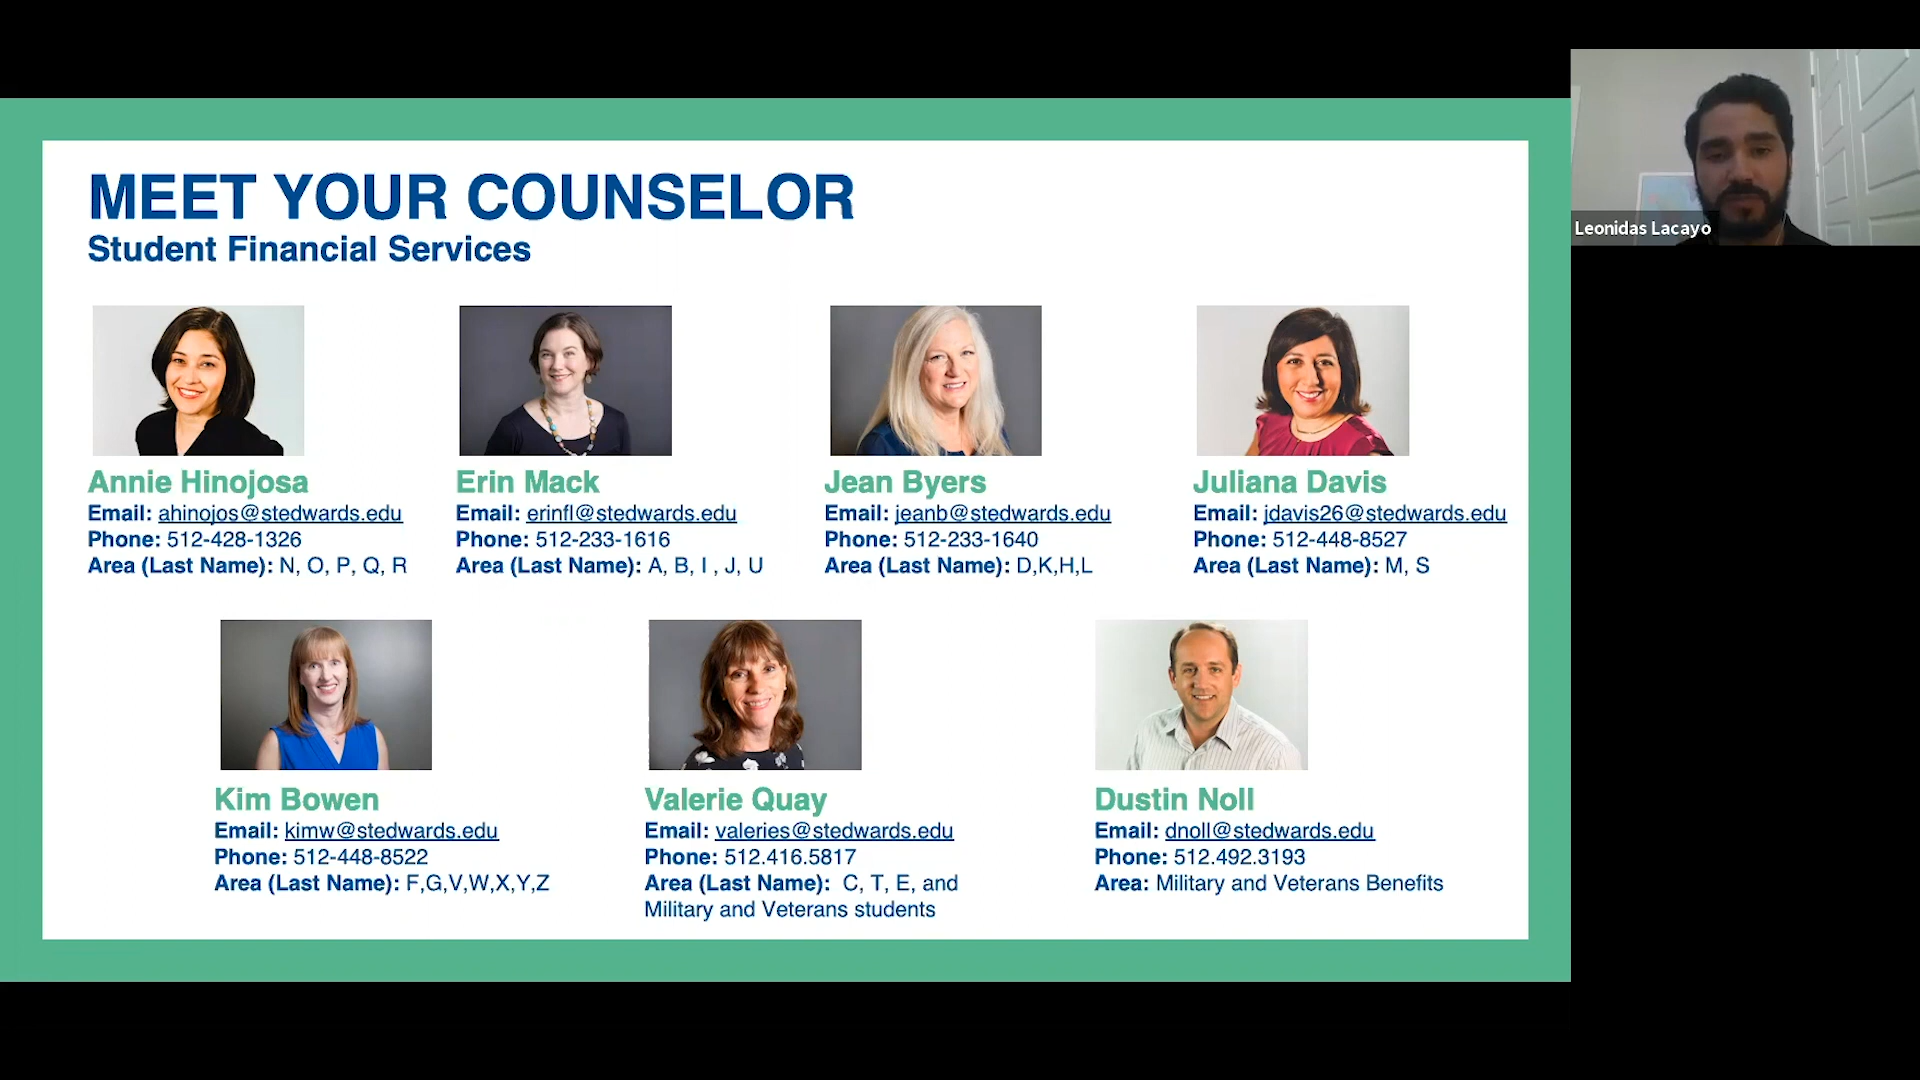 MEET YOUR COUNSELOR
Student Financial Services
Leonidas Lacayo
Annie Hinojosa
Email: ahinojos@stedwards.edu
Phone: 512-428-1326
Area (Last Name): N, O, P, Q, R
Erin Mack
Email: erinfl@stedwards.edu
Phone: 512-233-1616
Area (Last Name): A, B, I , J, U
Jean Byers
Email: jeanb@stedwards.edu
Phone: 512-233-1640
Area (Last Name): D,K,H,L
Juliana Davis
Email: jdavis26@stedwards.edu
Phone: 512-448-8527
Area (Last Name): M, S
Kim Bowen
Email: kimw@stedwards.edu
Phone: 512-448-8522
Area (Last Name): F,G,V,W,X,Y,Z
Valerie Quay
Email: valeries@stedwards.edu
Phone: 512.416.5817
Area (Last Name): C, T, E, and
Military and Veterans students
Dustin Noll
Email: dnoll@stedwards.edu
Phone: 512.492.3193
Area: Military and Veterans Benefits